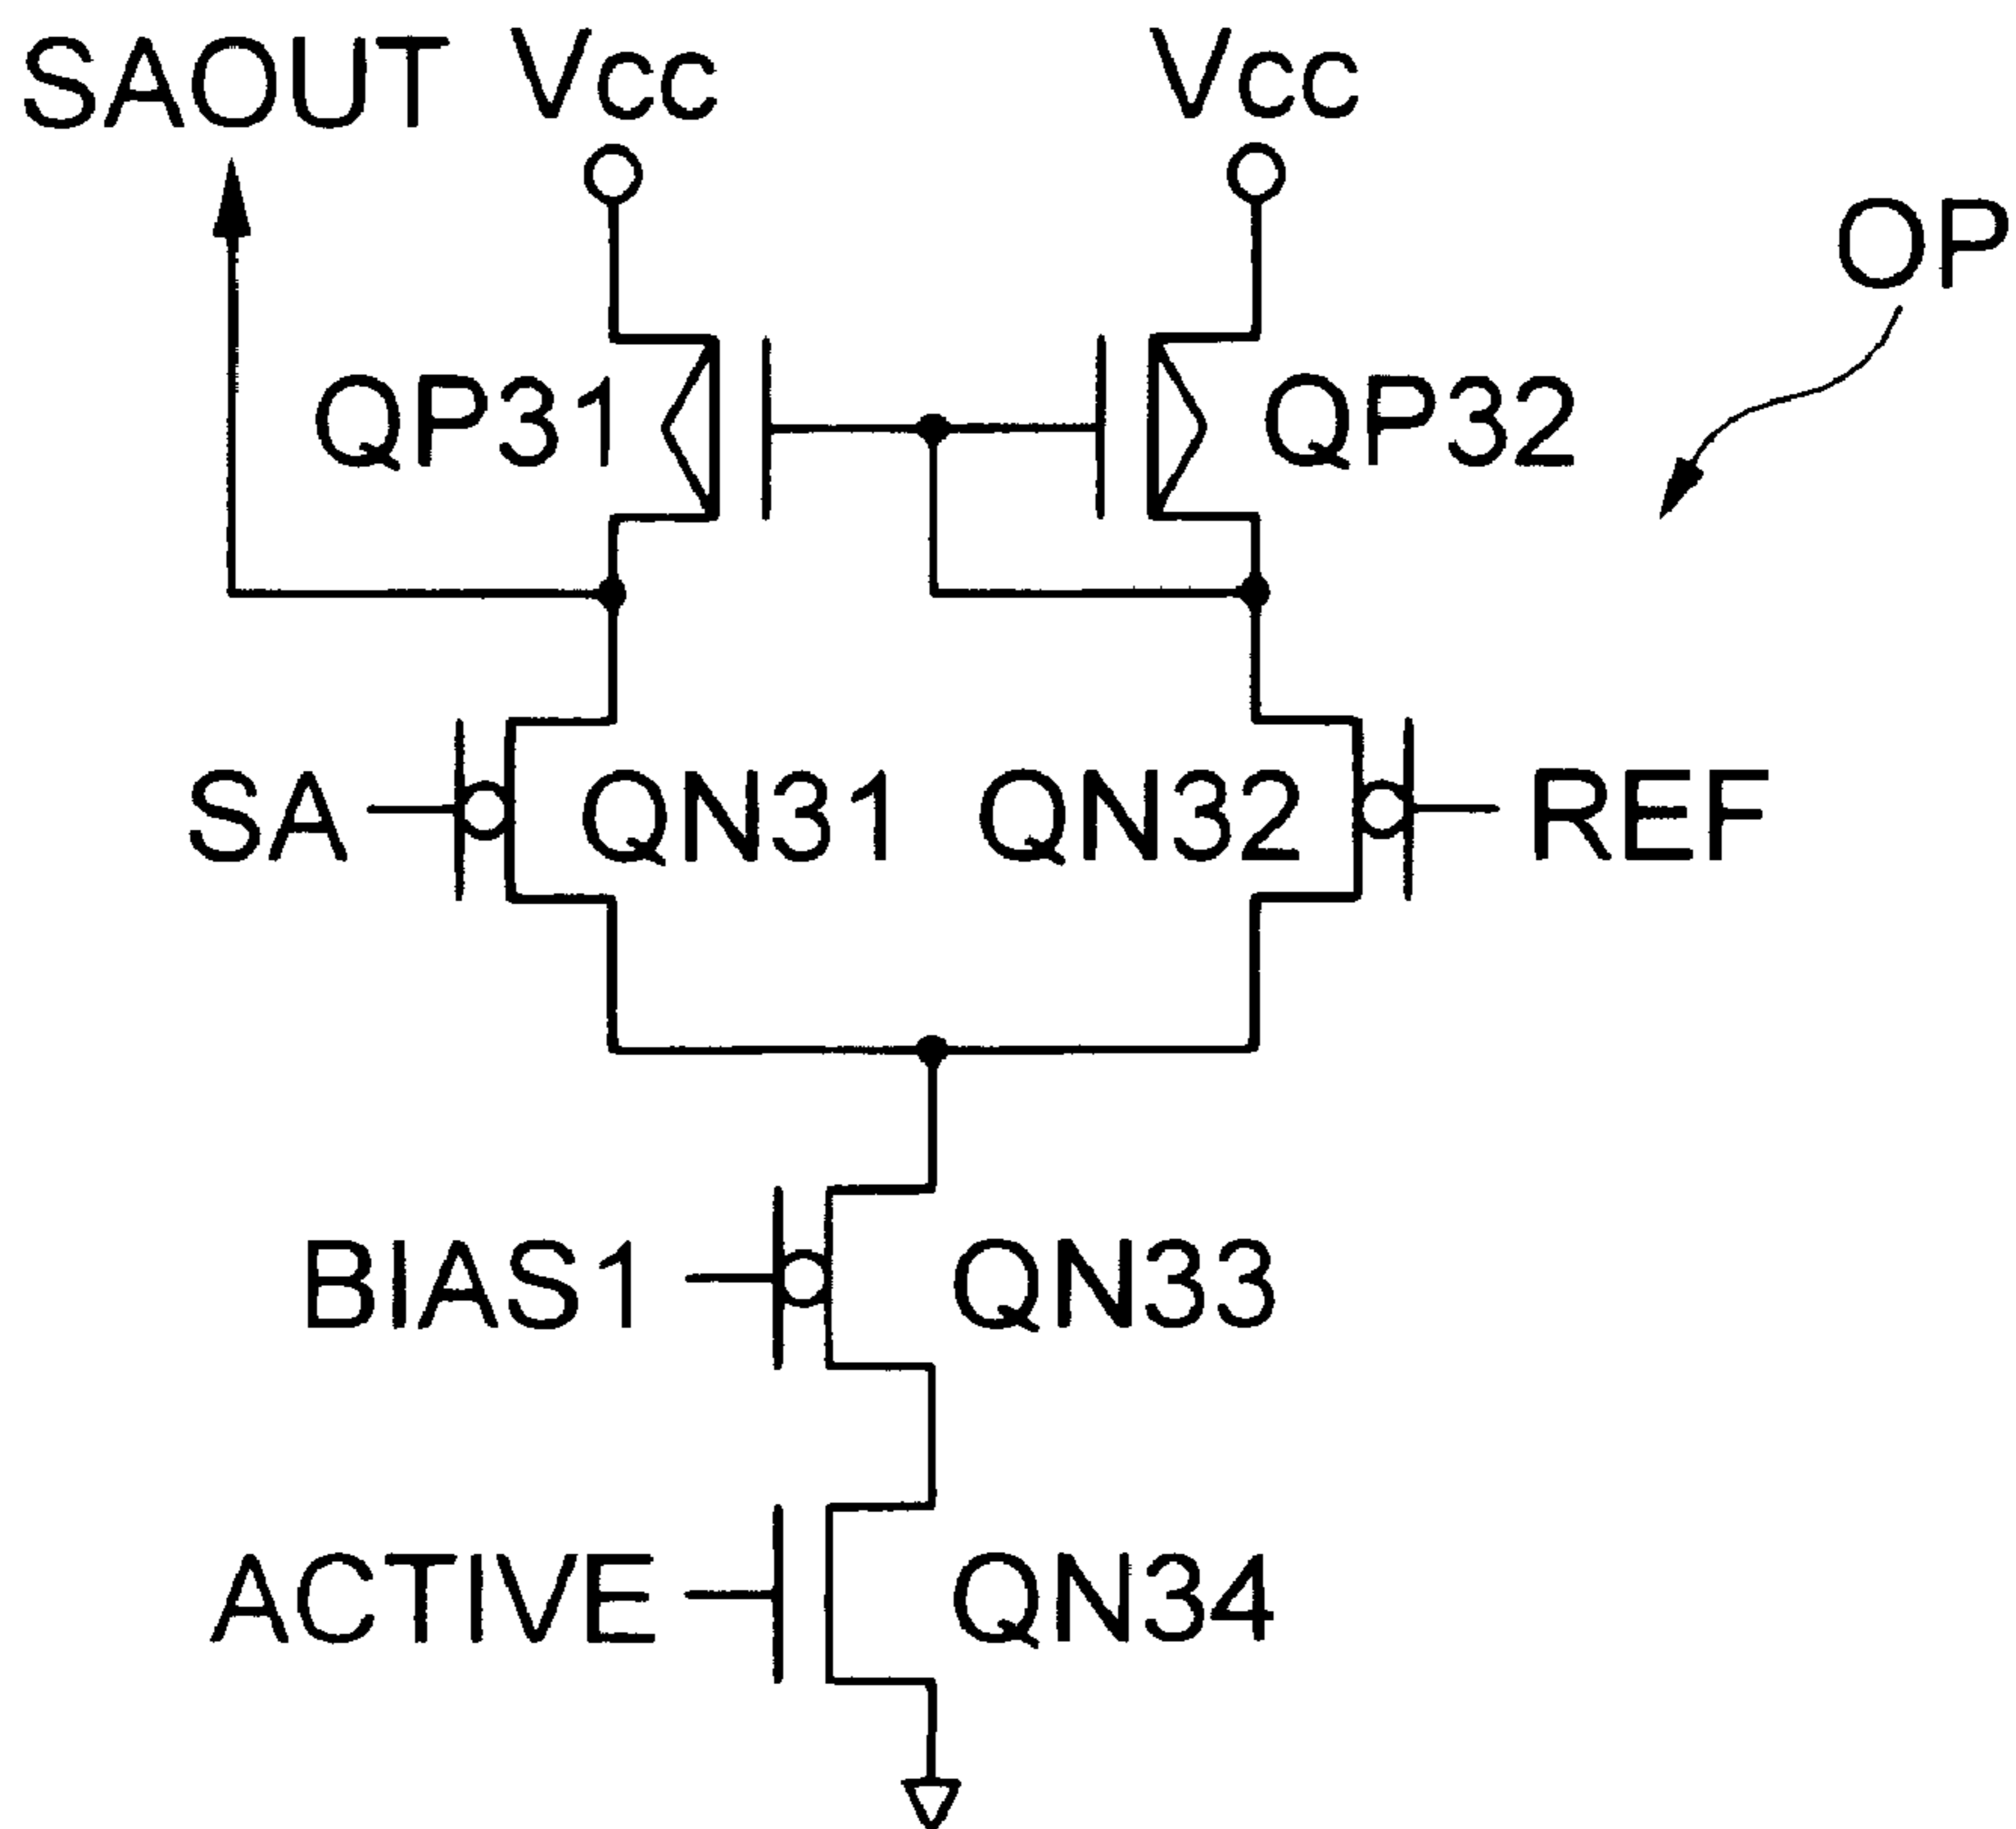 SAOUT Vcc Vcc
OP
QP31 QP32
SA QN31 QN32 REF
BIAS1 QN33
ACTIVE QN34